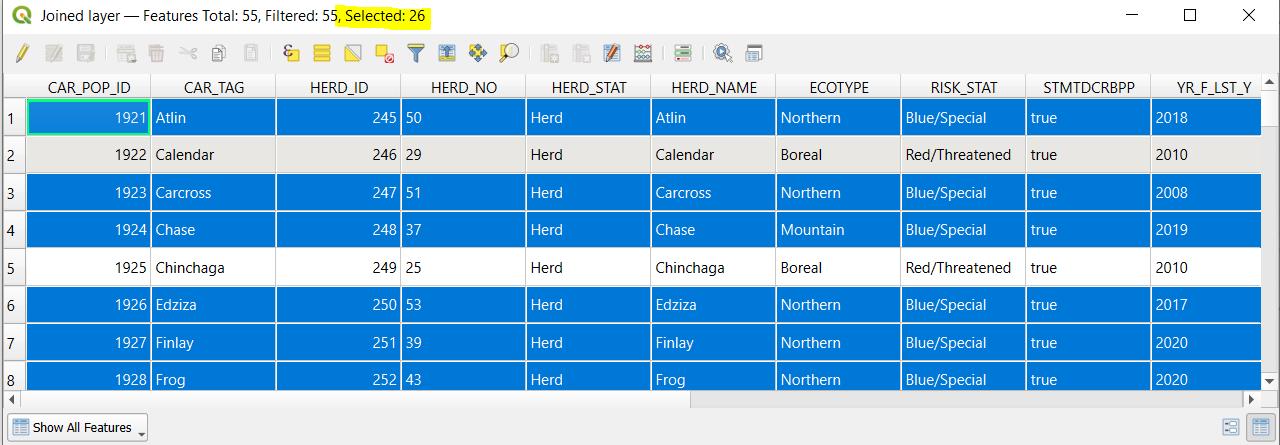 Joined layer — Features Total: 55, Filtered: 55, Selected: 26
CAR_POP_ID CAR_TAG HERD_ID HERD_NO HERD_STAT HERD_NAME ECOTYPE RISK_STAT STMTDCRBPP YR_F_LST_Y
1 1921 Atlin 245 50 Herd Atlin Northern Blue/Special true 2018
2 1922 Calendar 246 29 Herd Calendar Boreal Red/Threatened true 2010
3 1923 Carcross 247 51 Herd Carcross Northern Blue/Special true 2008
4 1924 Chase 248 37 Herd Chase Mountain Blue/Special true 2019
5 1925 Chinchaga 249 25 Herd Chinchaga Boreal Red/Threatened true 2010
6 1926 Edziza 250 53 Herd Edziza Northern Blue/Special true 2017
7 1927 Finlay 251 39 Herd Finlay Northern Blue/Special true 2020
8 1928 Frog 252 43 Herd Frog Northern Blue/Special true 2020
Show All Features